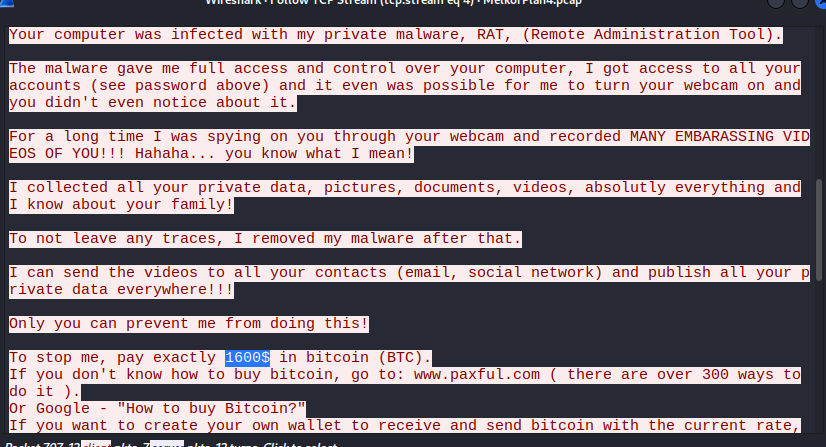 Wireshark · Follow TCP Stream (tcp.stream eq 4) · MelkorPlan4.pcap
Your computer was infected with my private malware, RAT, (Remote Administration Tool).
The malware gave me full access and control over your computer, I got access to all your
accounts (see password above) and it even was possible for me to turn your webcam on and
you didn't even notice about it.
For a long time I was spying on you through your webcam and recorded MANY EMBARASSING VID
EOS OF YOU!!! Hahaha... you know what I mean!
I collected all your private data, pictures, documents, videos, absolutly everything and
I know about your family!
To not leave any traces, I removed my malware after that.
I can send the videos to all your contacts (email, social network) and publish all your p
rivate data everywhere!!!
Only you can prevent me from doing this!
To stop me, pay exactly 1600$ in bitcoin (BTC).
If you don't know how to buy bitcoin, go to: www.paxful.com ( there are over 300 ways to
do it ).
Or Google - "How to buy Bitcoin?"
If you want to create your own wallet to receive and send bitcoin with the current rate,
Packet 707. 12 client pkts, 7 server pkts, 12 turns. Click to select.